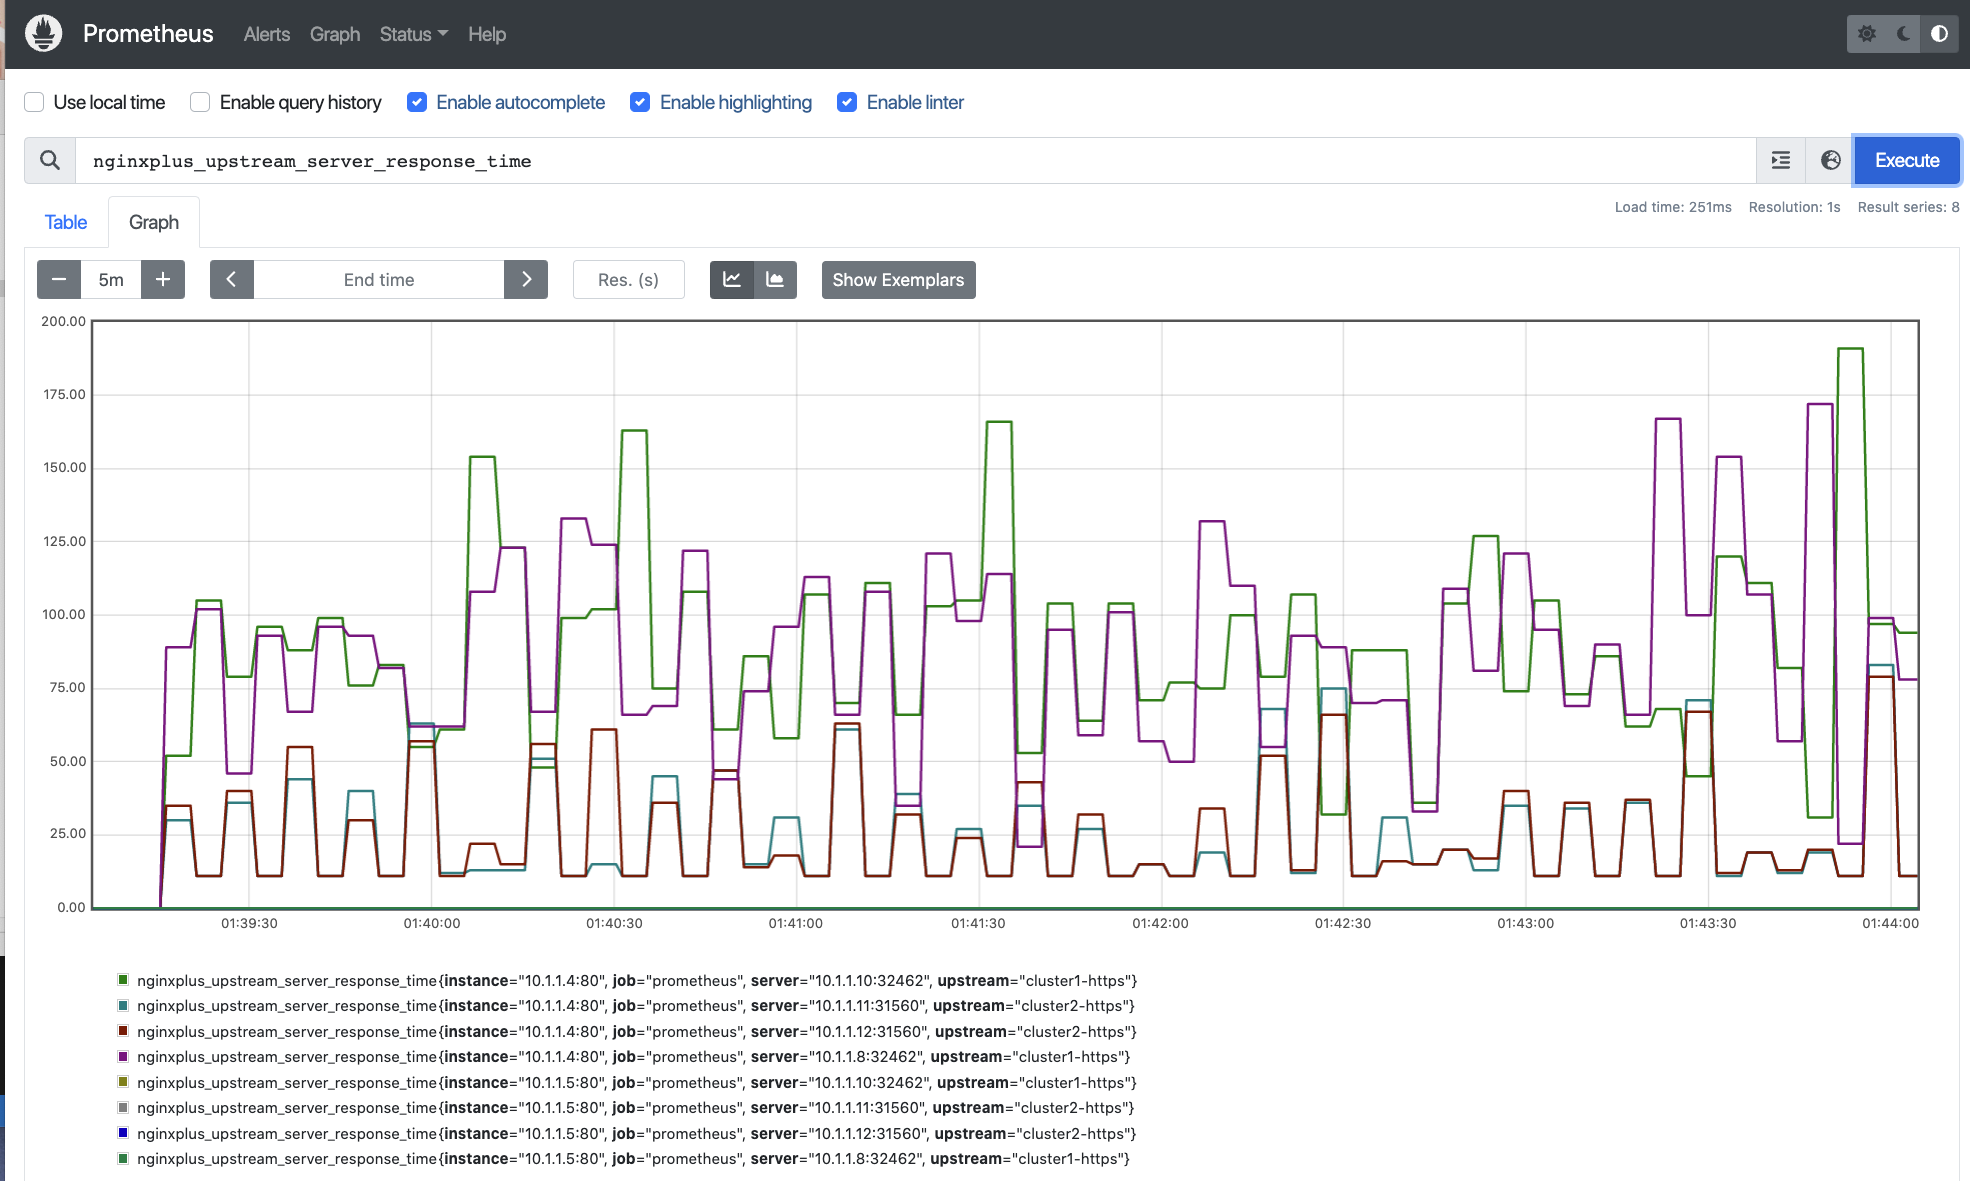 Prometheus Alerts Graph Status Help
Use local time Enable query history Enable autocomplete Enable highlighting Enable linter
nginxplus_upstream_server_response_time Execute
Table Graph Load time: 251ms Resolution: 1s Result series: 8
5m End time Res. (s) Show Exemplars
200.00
175.00
150.00
125.00
100.00
75.00
50.00
25.00
0.00
01:39:30 01:40:00 01:40:30 01:41:00 01:41:30 01:42:00 01:42:30 01:43:00 01:43:30 01:44:00
nginxplus_upstream_server_response_time{instance="10.1.1.4:80", job="prometheus", server="10.1.1.10:32462", upstream="cluster1-https"}
nginxplus_upstream_server_response_time{instance="10.1.1.4:80", job="prometheus", server="10.1.1.11:31560", upstream="cluster2-https"}
nginxplus_upstream_server_response_time{instance="10.1.1.4:80", job="prometheus", server="10.1.1.12:31560", upstream="cluster2-https"}
nginxplus_upstream_server_response_time{instance="10.1.1.4:80", job="prometheus", server="10.1.1.8:32462", upstream="cluster1-https"}
nginxplus_upstream_server_response_time{instance="10.1.1.5:80", job="prometheus", server="10.1.1.10:32462", upstream="cluster1-https"}
nginxplus_upstream_server_response_time{instance="10.1.1.5:80", job="prometheus", server="10.1.1.11:31560", upstream="cluster2-https"}
nginxplus_upstream_server_response_time{instance="10.1.1.5:80", job="prometheus", server="10.1.1.12:31560", upstream="cluster2-https"}
nginxplus_upstream_server_response_time{instance="10.1.1.5:80", job="prometheus", server="10.1.1.8:32462", upstream="cluster1-https"}